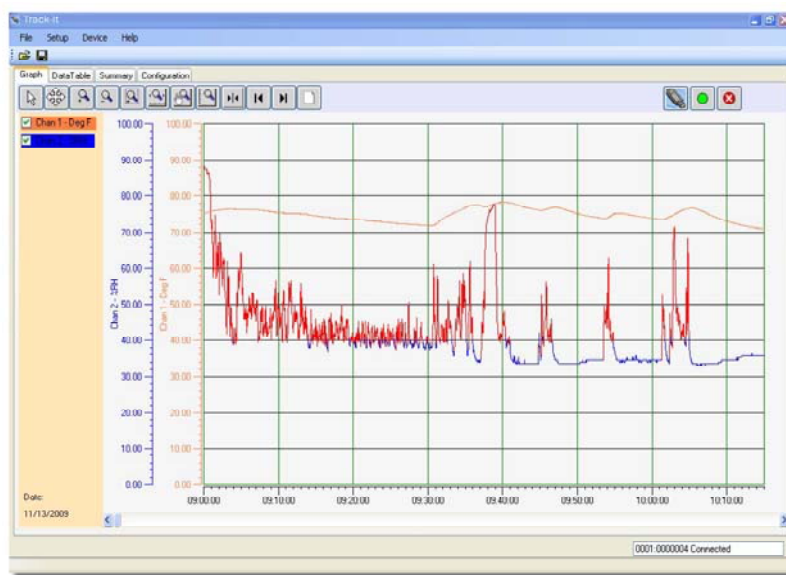 Track-It
File Setup Device Help
Graph DataTable Summary Configuration
Chan 1 - Deg F
100.00 100.00
90.00 90.00
80.00 80.00
70.00 70.00
60.00 60.00
50.00 50.00
40.00 40.00
30.00 30.00
20.00 20.00
10.00 10.00
0.00 0.00
Chan 2 - %RH
Chan 1 - Deg F
09:00:00 09:10:00 09:20:00 09:30:00 09:40:00 09:50:00 10:00:00 10:10:00
Date:
11/13/2009
0001:0000004 Connected